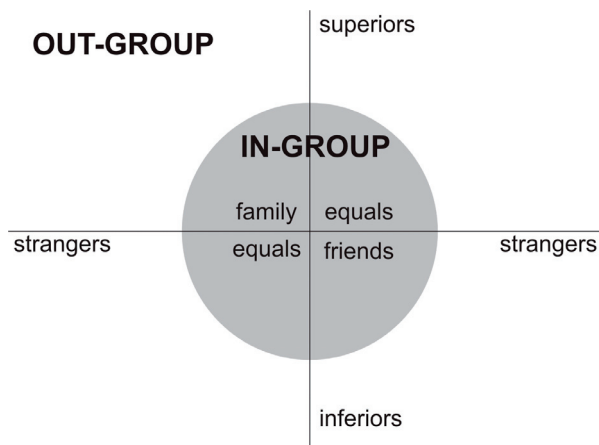 superiors
OUT-GROUP
IN-GROUP
family equals
strangers equals friends strangers
inferiors